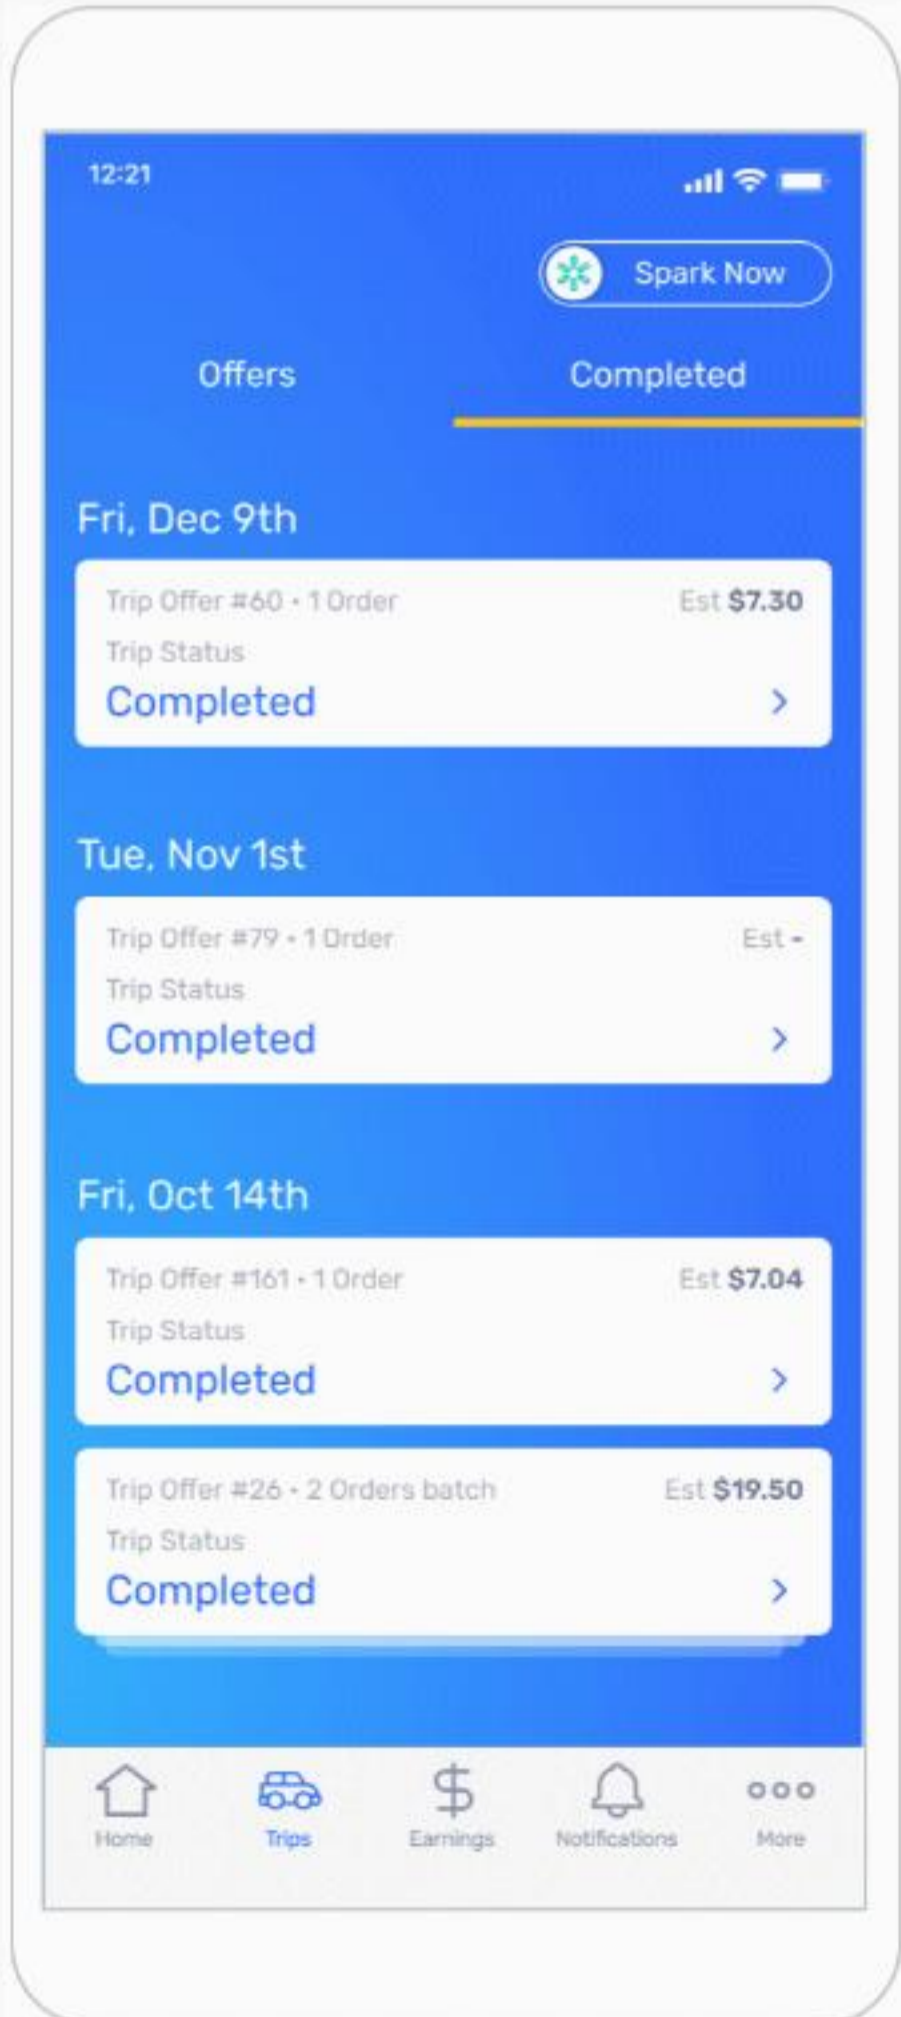 12:21
Spark Now
Offers Completed
Fri, Dec 9th
Trip Offer #60 • 1 Order Est $7.30
Trip Status
Completed
Tue, Nov 1st
Trip Offer #79 • 1 Order Est -
Trip Status
Completed
Fri, Oct 14th
Trip Offer #161 • 1 Order Est $7.04
Trip Status
Completed
Trip Offer #26 • 2 Orders batch Est $19.50
Trip Status
Completed
Home Trips Earnings Notifications More